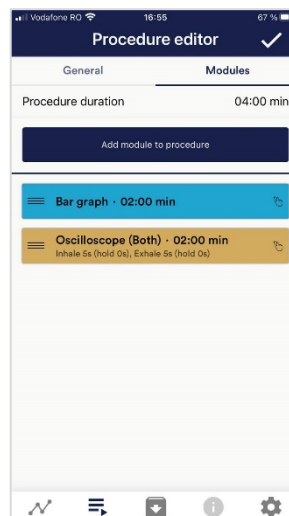 Vodafone RO 16:55 67 %
Procedure editor
General Modules
Procedure duration 04:00 min
Add module to procedure
Bar graph · 02:00 min
Oscilloscope (Both) · 02:00 min
Inhale 5s (hold 0s), Exhale 5s (hold 0s)